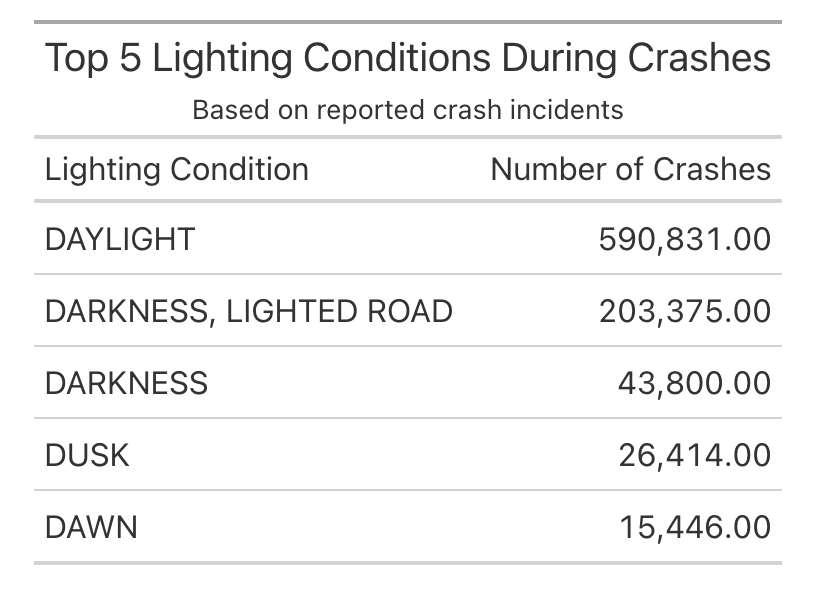 Top 5 Lighting Conditions During Crashes
Based on reported crash incidents
Lighting Condition Number of Crashes
DAYLIGHT 590,831.00
DARKNESS, LIGHTED ROAD 203,375.00
DARKNESS 43,800.00
DUSK 26,414.00
DAWN 15,446.00